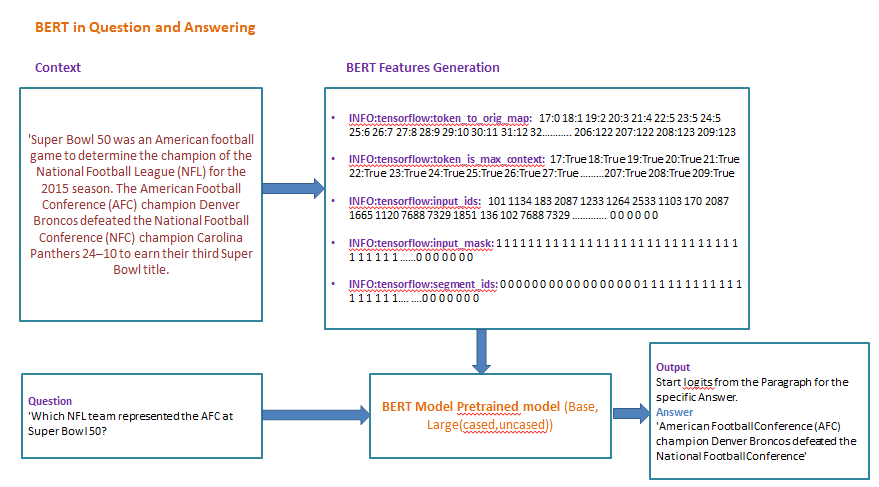 BERT in Question and Answering
Context
BERT Features Generation
'Super Bowl 50 was an American football
game to determine the champion of the
National Football League (NFL) for the
2015 season. The American Football
Conference (AFC) champion Denver
Broncos defeated the National Football
Conference (NFC) champion Carolina
Panthers 24–10 to earn their third Super
Bowl title.
• INFO:tensorflow:token_to_orig_map: 17:0 18:1 19:2 20:3 21:4 22:5 23:5 24:5
25:6 26:7 27:8 28:9 29:10 30:11 31:12 32........... 206:122 207:122 208:123 209:123
• INFO:tensorflow:token_is_max_context: 17:True 18:True 19:True 20:True 21:True
22:True 23:True 24:True 25:True 26:True 27:True .........207:True 208:True 209:True
• INFO:tensorflow:input_ids: 101 1134 183 2087 1233 1264 2533 1103 170 2087
1665 1120 7688 7329 1851 136 102 7688 7329 ............. 0 0 0 0 0 0
• INFO:tensorflow:input_mask: 1 1 1 1 1 1 1 1 1 1 1 1 1 1 1 1 1 1 1 1 1 1 1 1 1 1 1 1
1 1 1 1 1 1 ......0 0 0 0 0 0 0
• INFO:tensorflow:segment_ids: 0 0 0 0 0 0 0 0 0 0 0 0 0 0 0 0 0 1 1 1 1 1 1 1 1 1 1 1
1 1 1 1 1 1.... ....0 0 0 0 0 0 0
Question
'Which NFL team represented the AFC at
Super Bowl 50?
BERT Model Pretrained model (Base,
Large(cased,uncased))
Output
Start logits from the Paragraph for the
specific Answer.
Answer
'American Football Conference (AFC)
champion Denver Broncos defeated the
National Football Conference'